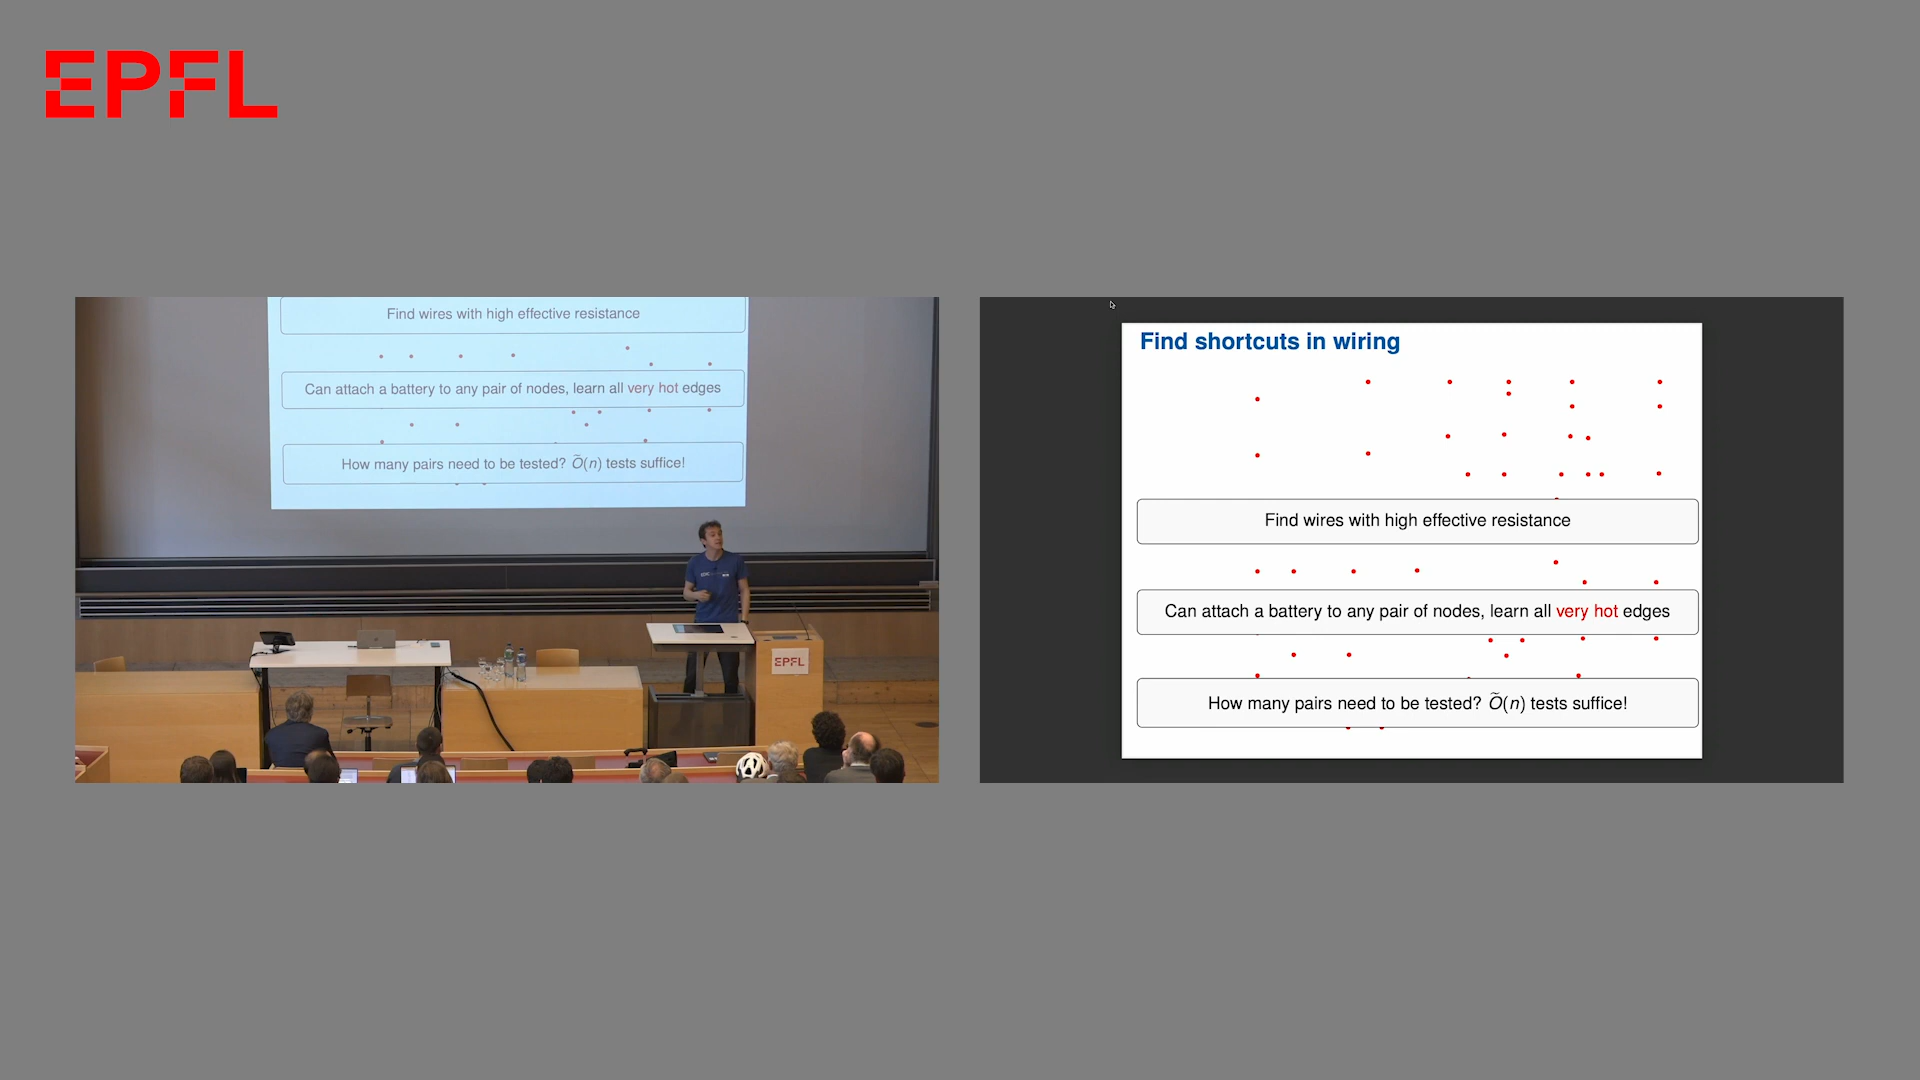 EPFL
Find wires with high effective resistance
Can attach a battery to any pair of nodes, learn all very hot edges
How many pairs need to be tested? Õ(n) tests suffice!
EPFL
Find shortcuts in wiring
Find wires with high effective resistance
Can attach a battery to any pair of nodes, learn all very hot edges
How many pairs need to be tested? Õ(n) tests suffice!